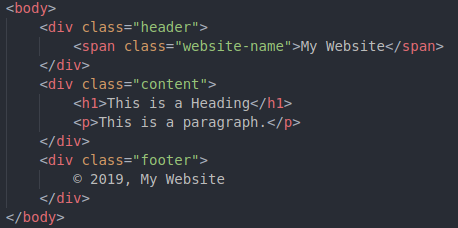 <body>
    <div class="header">
        <span class="website-name">My Website</span>
    </div>
    <div class="content">
        <h1>This is a Heading</h1>
        <p>This is a paragraph.</p>
    </div>
    <div class="footer">
        © 2019, My Website
    </div>
</body>